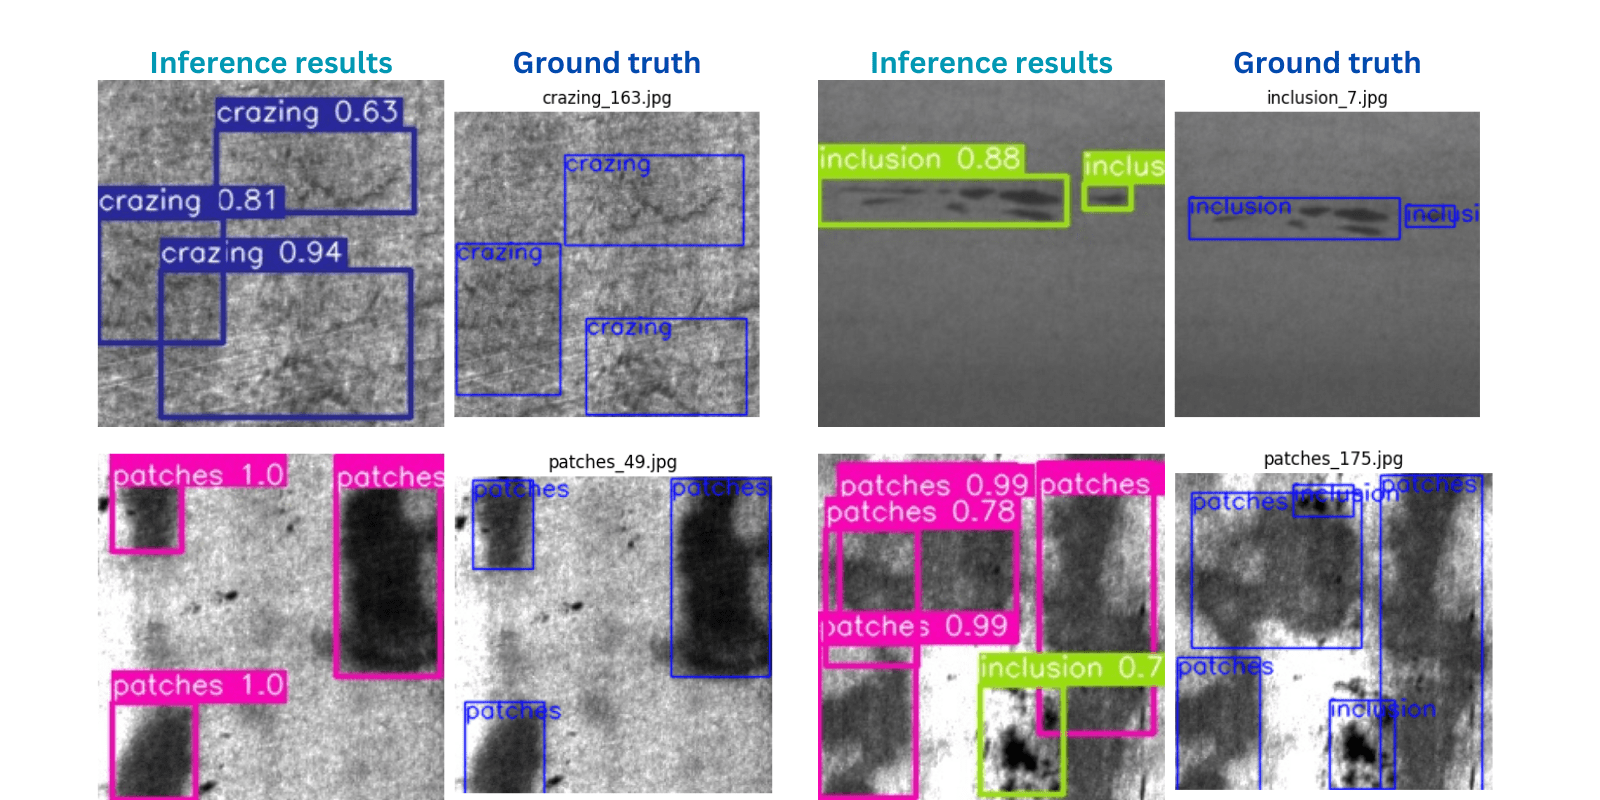 Inference results
Ground truth
Inference results
Ground truth
crazing_163.jpg
inclusion_7.jpg
crazing 0.63
crazing 0.81
crazing 0.94
crazing
crazing
crazing
inclusion 0.88
inclus
inclusion
inclusi
patches_49.jpg
patches_175.jpg
patches 1.0
patches
patches 1.0
patches
patches
patches
patches 0.99
patches
patches 0.78
patches 0.99
inclusion 0.7
patches
inclusion
patches
patches
inclusion